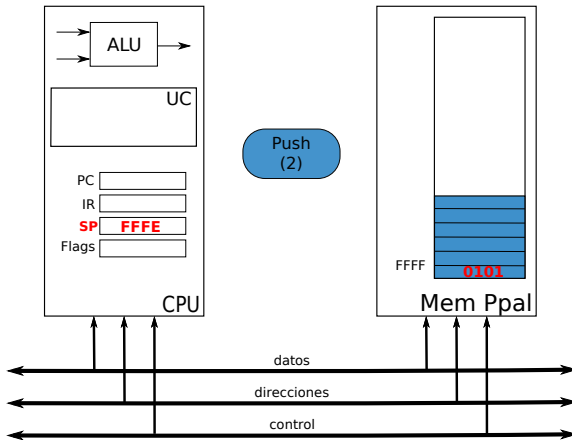 ALU
UC
PC
IR
SP FFFE
Flags
CPU
Push
(2)
FFFF 0101
Mem Ppal
datos
direcciones
control